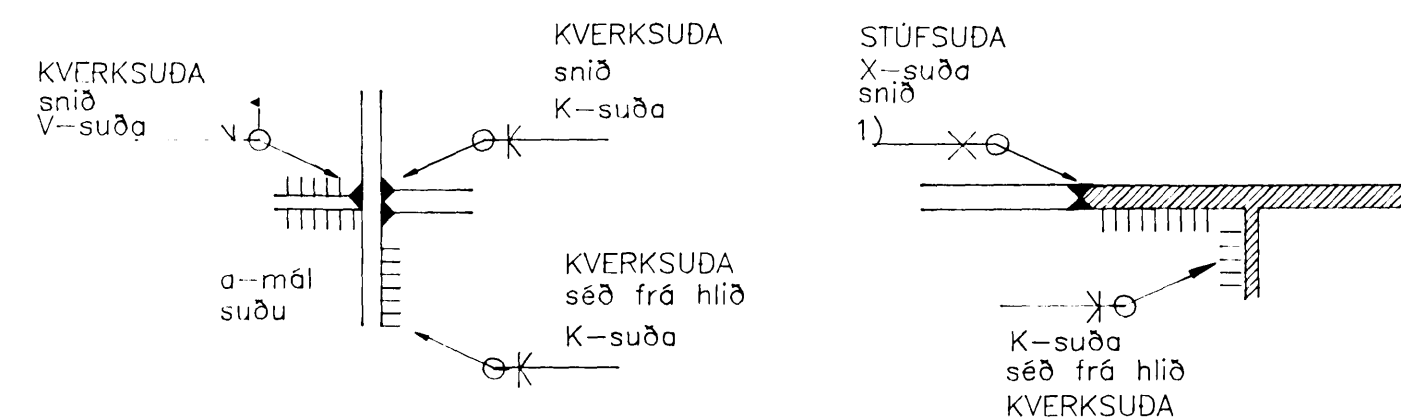 KVERKSUÐA
snið
V-suða
KVERKSUÐA
snið
K-suða
a-mál
suðu
KVERKSUÐA
séð frá hlið
K-suða
STÚFSUÐA
X-suða
snið
1)
K-suða
séð frá hlið
KVERKSUÐA